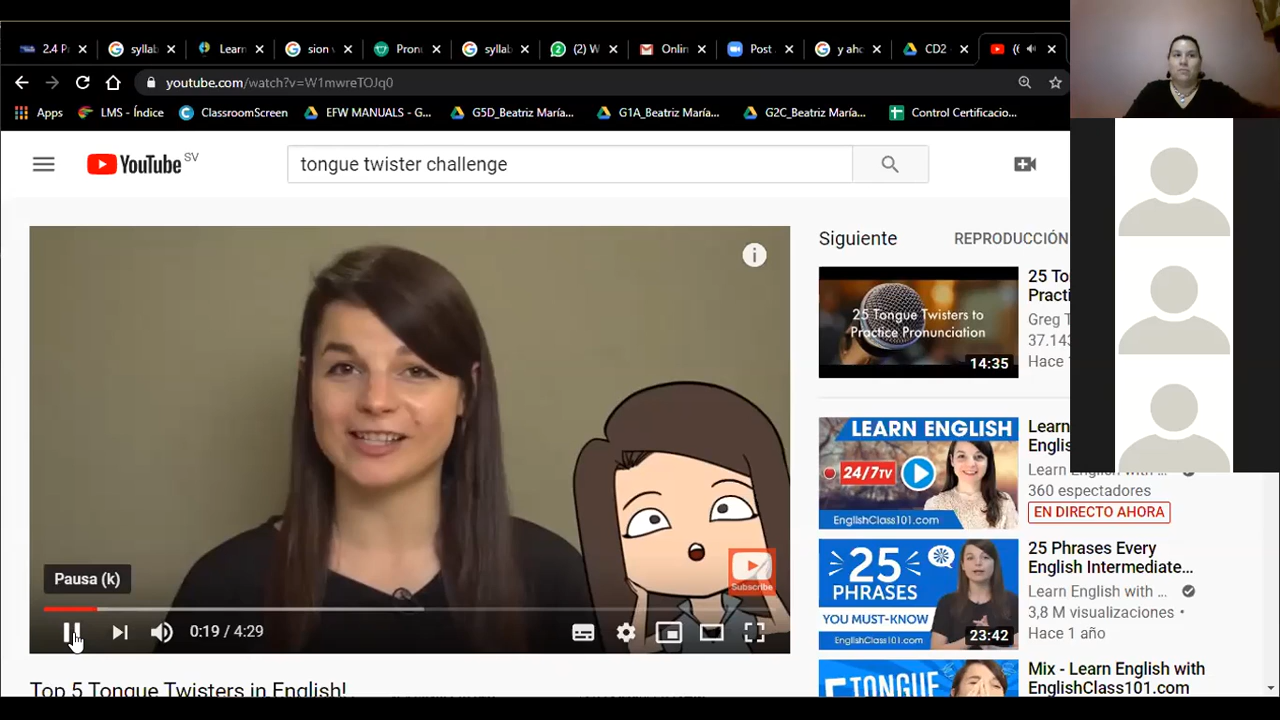 2.4 P syllab Learn sion v Pron syllab (2) W Onlin Post y aho CD2
youtube.com/watch?v=W1mwreTOJq0
Apps LMS - Índice ClassroomScreen EFW MANUALS - G... G5D_Beatriz María... G1A_Beatriz María... G2C_Beatriz María... Control Certificacio...
YouTube SV
tongue twister challenge
Siguiente REPRODUCCIÓN
25 Tongue Twisters to
Practice Pronunciation
14:35
25 To
Practi
Greg T
37.143
Hace 1
LEARN ENGLISH
24/7 TV
EnglishClass101.com
Learn
Englis
Learn English with ...
360 espectadores
EN DIRECTO AHORA
25
PHRASES
YOU MUST-KNOW
EnglishClass101.com
23:42
25 Phrases Every
English Intermediate...
Learn English with ...
3,8 M visualizaciones •
Hace 1 año
TONGUE
Mix - Learn English with
EnglishClass101.com
Subscribe
Pausa (k)
0:19 / 4:29
Top 5 Tongue Twisters in English!